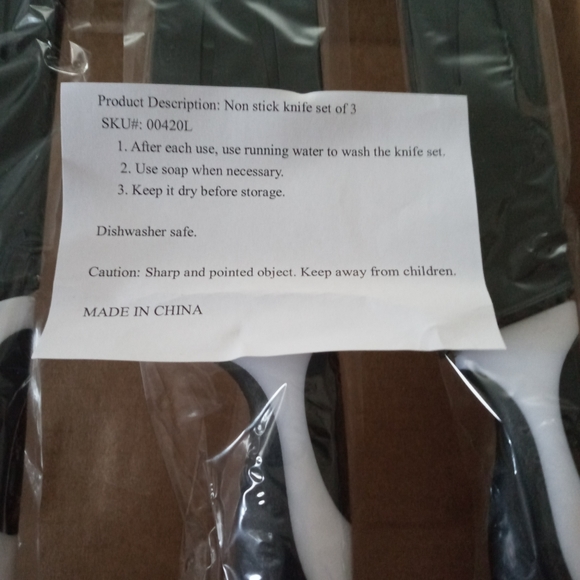 Product Description: Non stick knife set of 3
SKU#: 00420L
1. After each use, use running water to wash the knife set.
2. Use soap when necessary.
3. Keep it dry before storage.
Dishwasher safe.
Caution: Sharp and pointed object. Keep away from children.
MADE IN CHINA